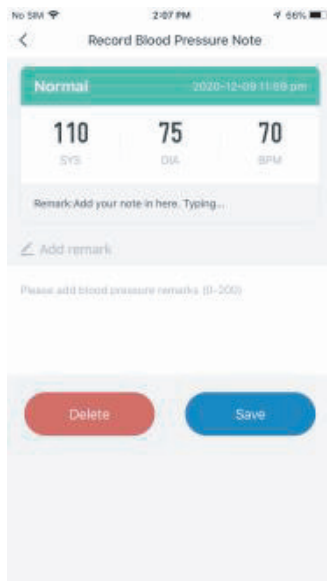 No SIM 2:07 PM 66%
Record Blood Pressure Note
Normal 2020-12-09 11:59 pm
110 75 70
SYS DIA BPM
Remark:Add your note in here. Typing...
Add remark
Please add blood pressure remarks (0-200)
Delete Save